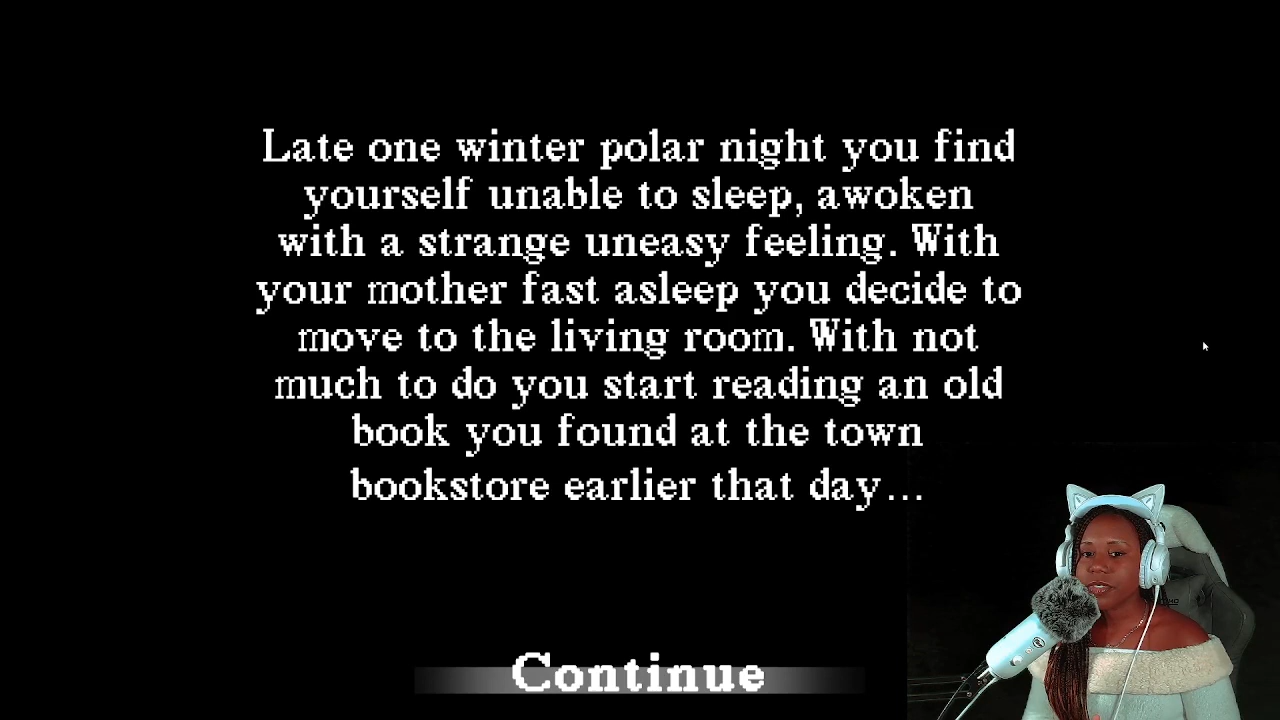 Late one winter polar night you find
yourself unable to sleep, awoken
with a strange uneasy feeling. With
your mother fast asleep you decide to
move to the living room. With not
much to do you start reading an old
book you found at the town
bookstore earlier that day...
Continue